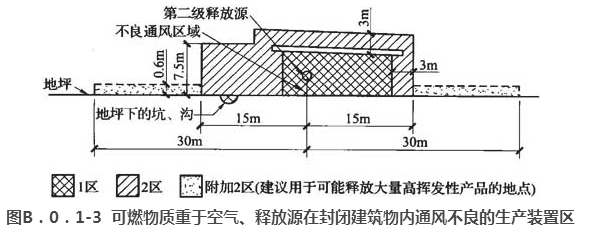 第二级释放源
不良通风区域
3m
3m
地坪
0.6m
7.5m
地坪下的坑、沟
15m
15m
30m
30m
1区
2区
附加2区(建议用于可能释放大量高挥发性产品的地点)
图B．0．1-3 可燃物质重于空气、释放源在封闭建筑物内通风不良的生产装置区